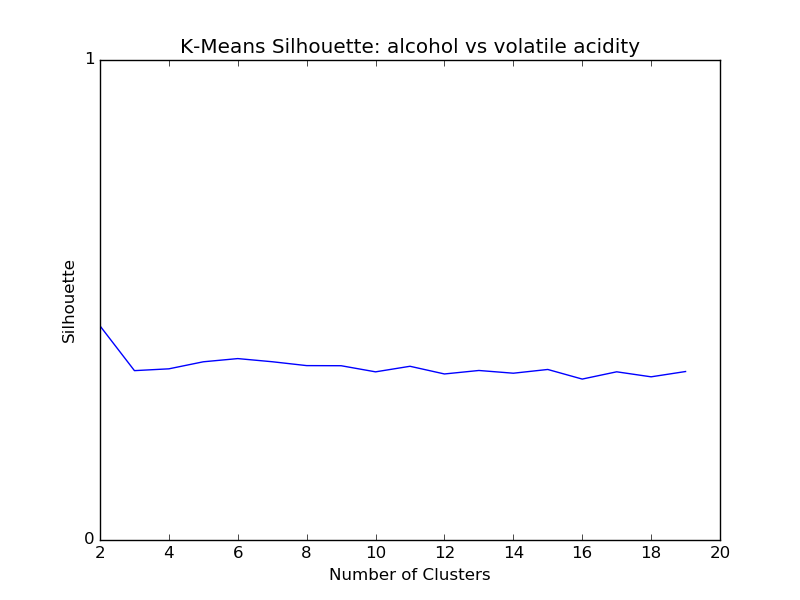 K-Means Silhouette: alcohol vs volatile acidity
1
Silhouette
0
2 4 6 8 10 12 14 16 18 20
Number of Clusters